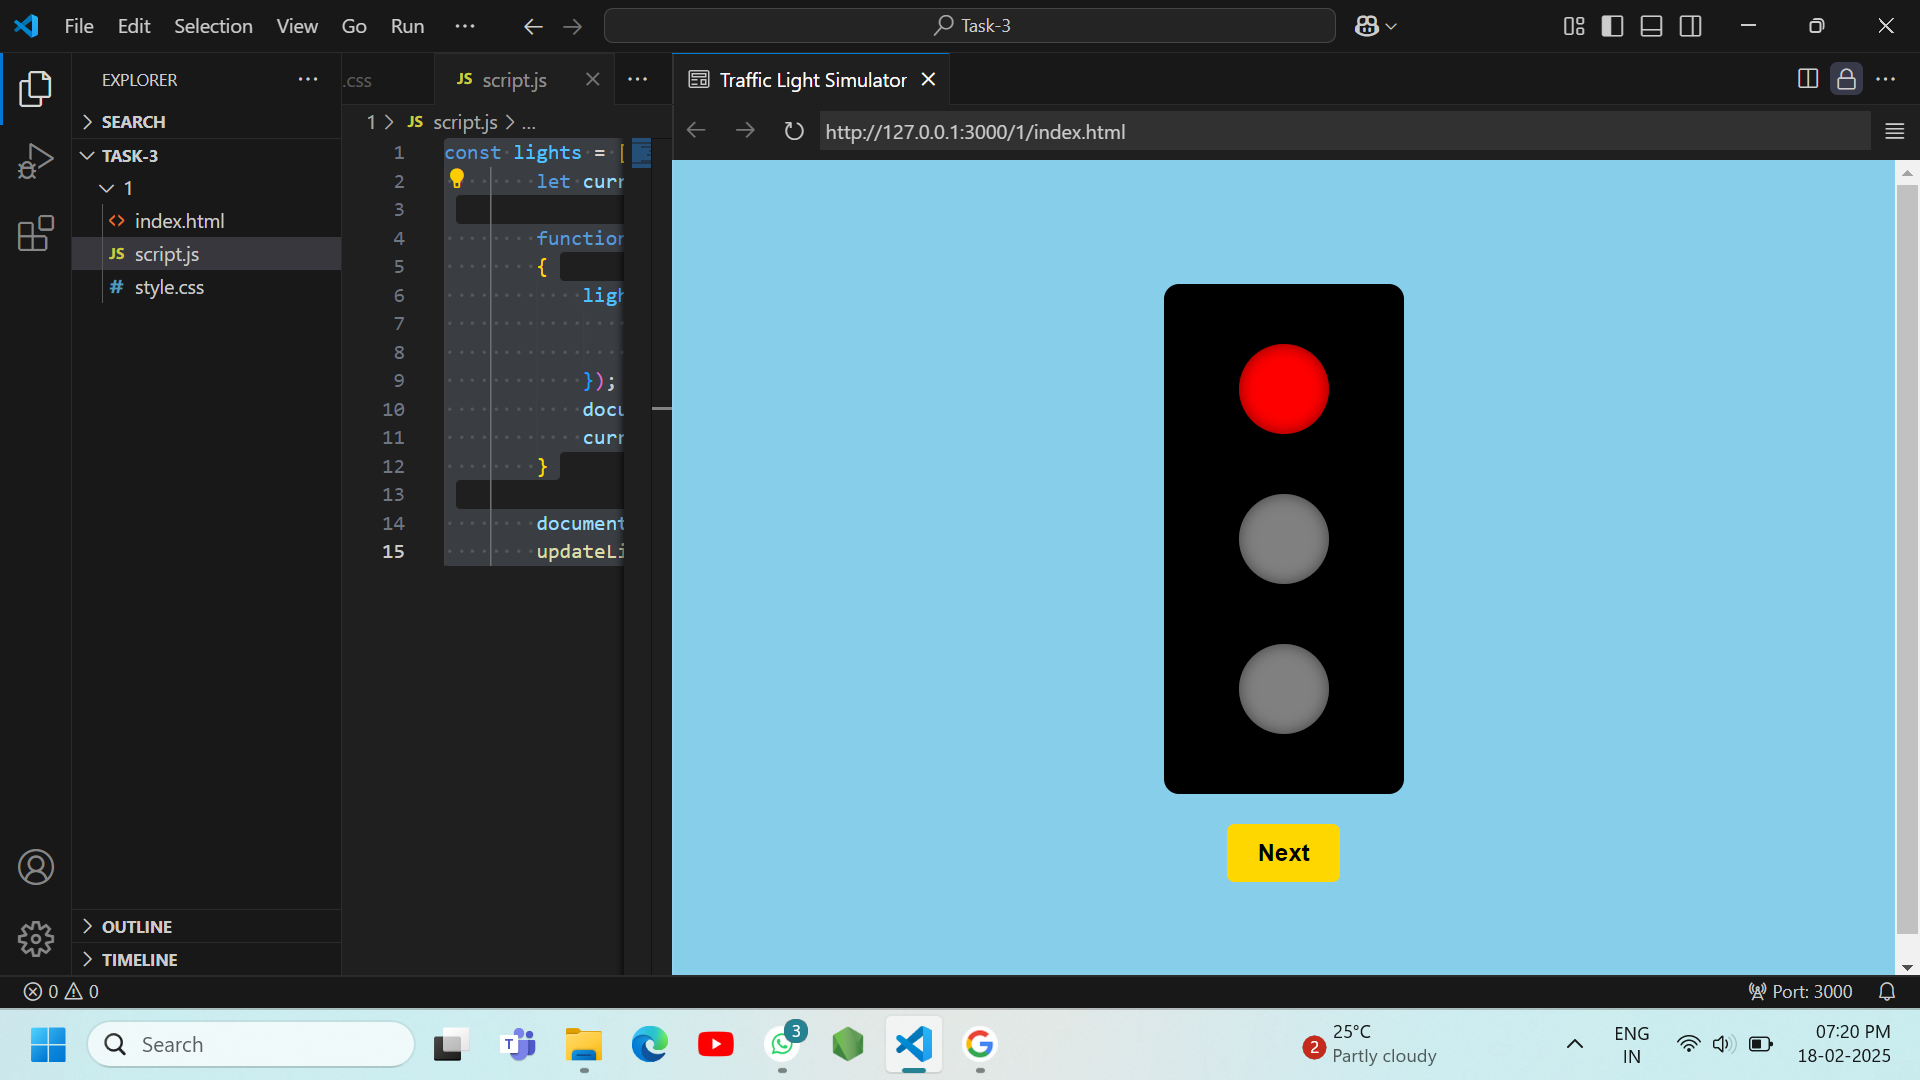 File Edit Selection View Go Run ··· Task-3
EXPLORER ···
SEARCH
TASK-3
1
index.html
JS script.js
# style.css
OUTLINE
TIMELINE
.css JS script.js ···
1 > JS script.js > ...
1 const lights = [
2 let curr
3
4 function
5 {
6 ligh
7
8
9 });
10 docu
11 curr
12 }
13
14 document
15 updateLi
Traffic Light Simulator
http://127.0.0.1:3000/1/index.html
Next
0 0 Port: 3000
Search
T
3
2
25°C
Partly cloudy
ENG
IN
07:20 PM
18-02-2025